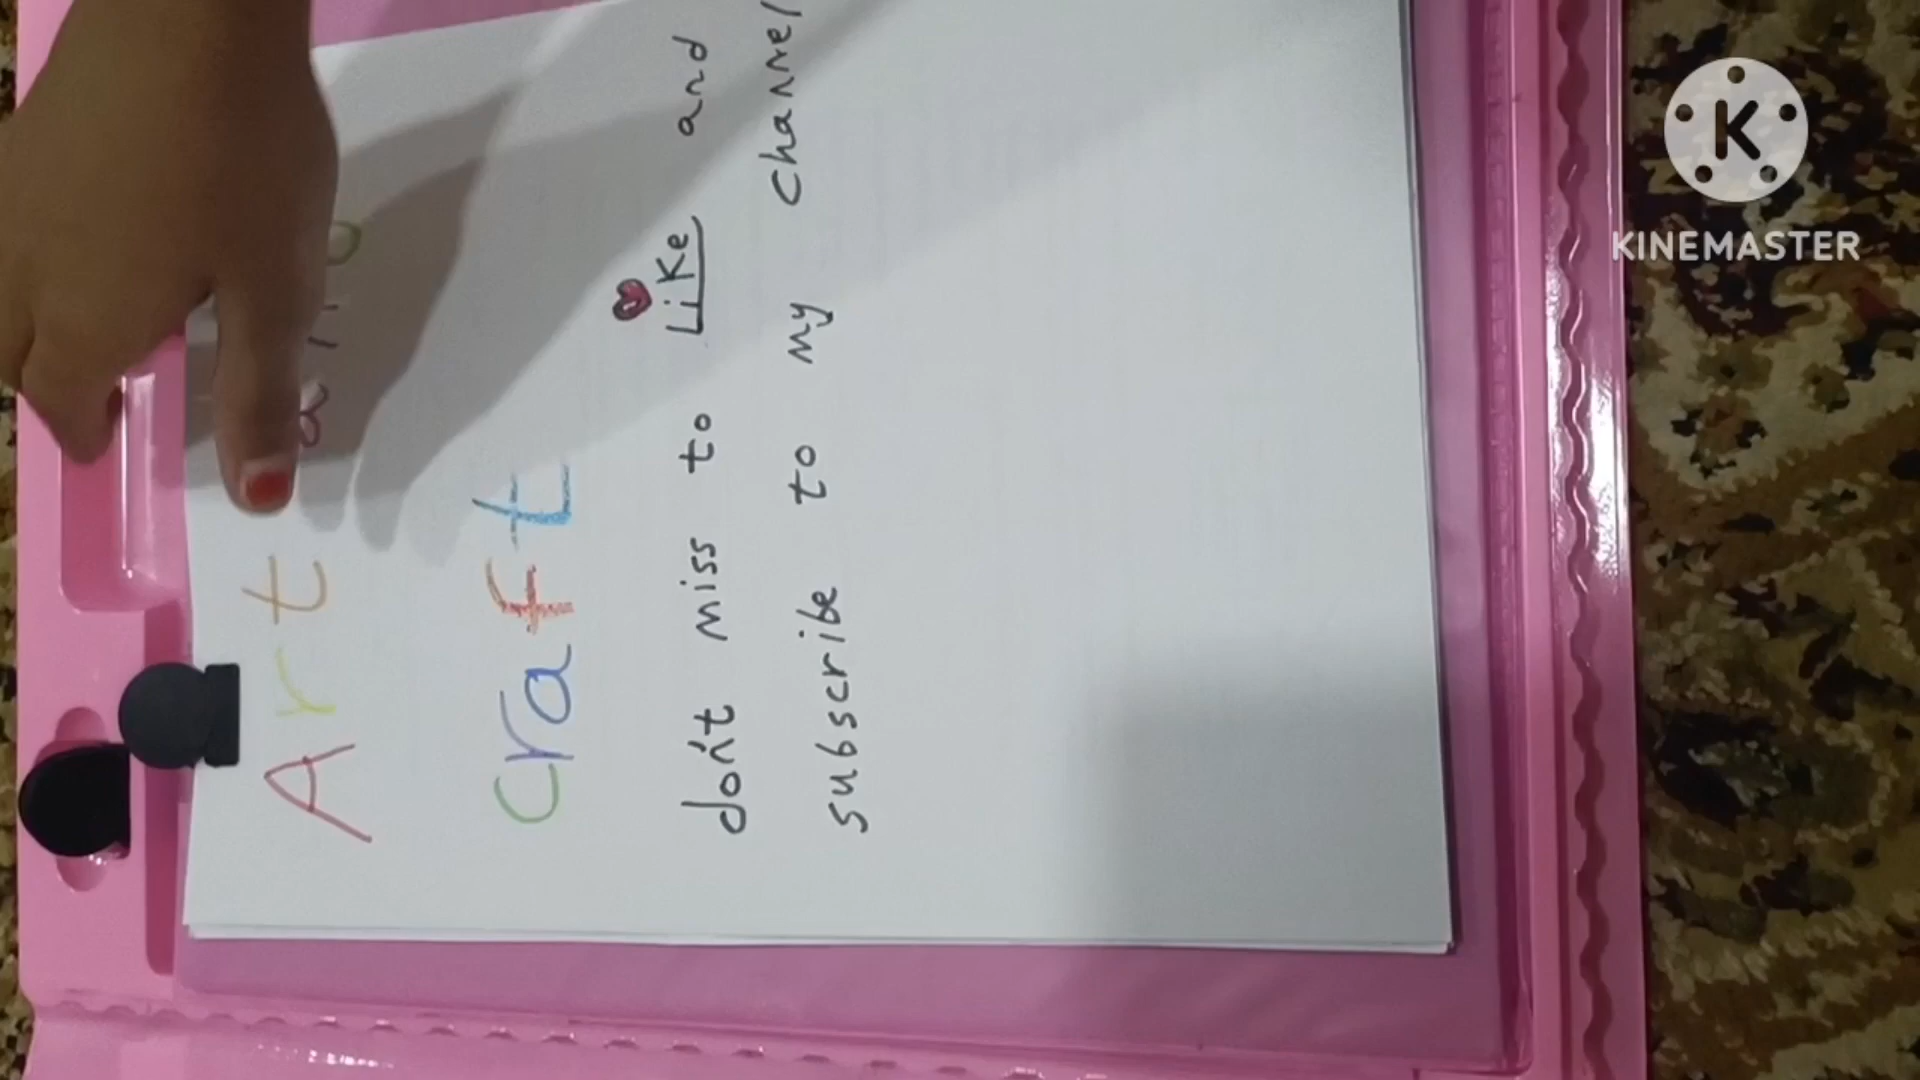 Art
Craft
don't miss to Like and
subscribe to my channel
KINEMASTER